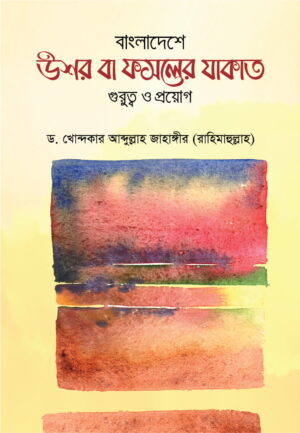 বাংলাদেশে
উশর বা ফসলের যাকাত
গুরুত্ব ও প্রয়োগ
ড. খোন্দকার আব্দুল্লাহ জাহাঙ্গীর (রাহিমাহুল্লাহ)